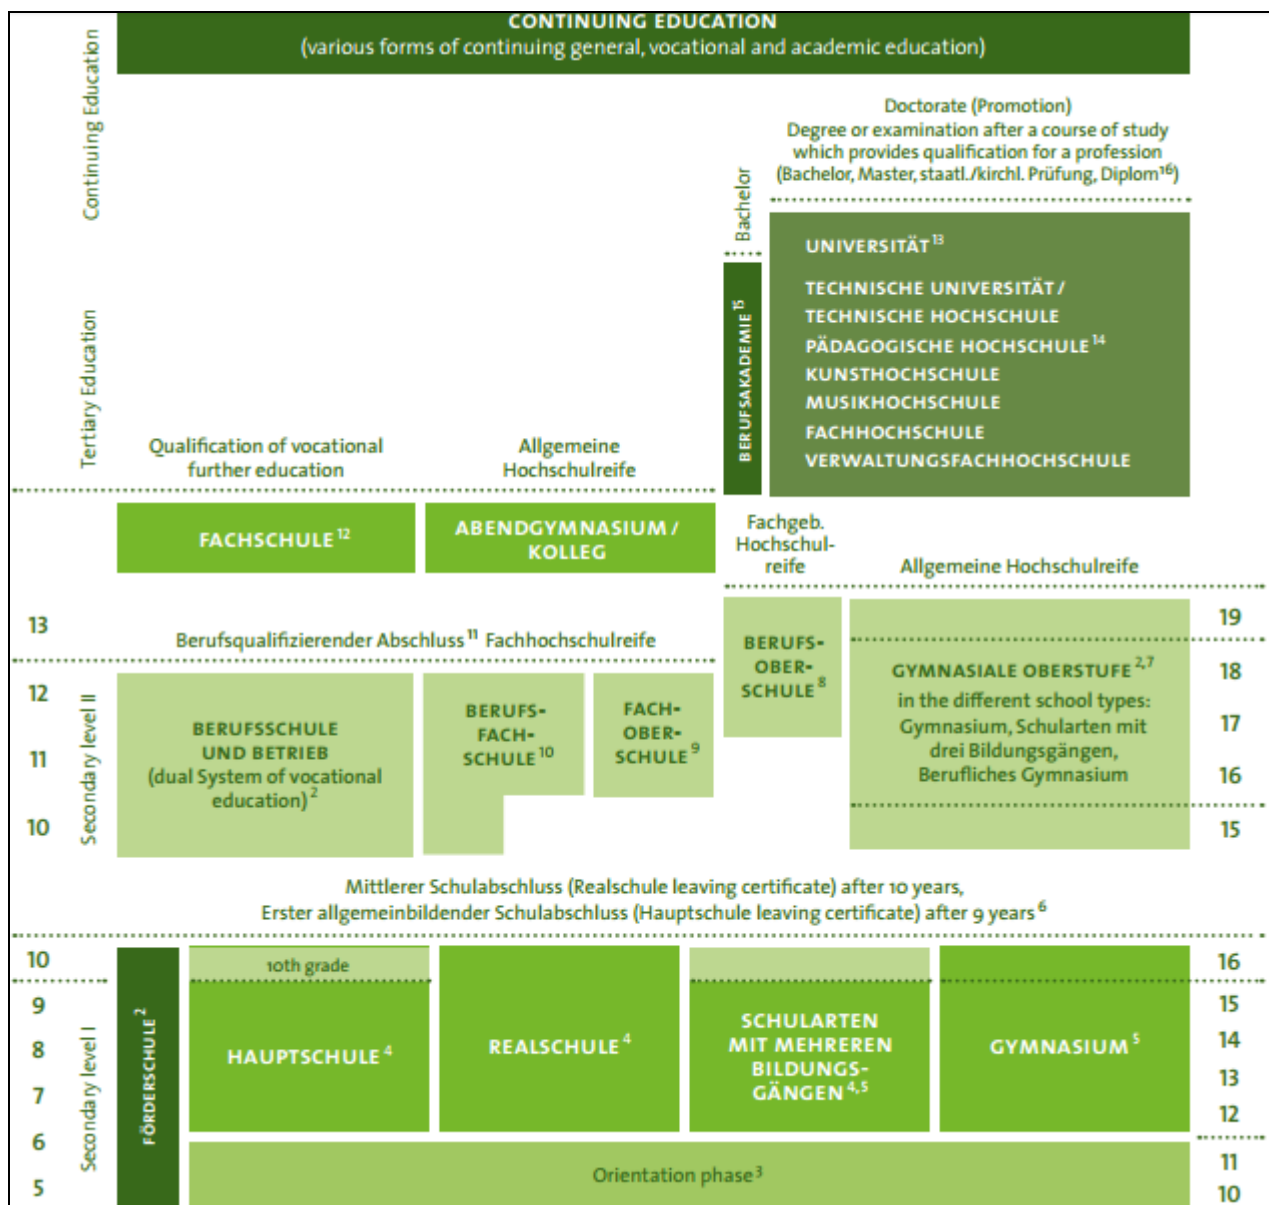 CONTINUING EDUCATION
(various forms of continuing general, vocational and academic education)
Continuing Education
Doctorate (Promotion)
Degree or examination after a course of study
which provides qualification for a profession
(Bachelor, Master, staatl./kirchl. Prüfung, Diplom¹⁶)
Bachelor
UNIVERSITÄT¹³
TECHNISCHE UNIVERSITÄT /
TECHNISCHE HOCHSCHULE
PÄDAGOGISCHE HOCHSCHULE¹⁴
KUNSTHOCHSCHULE
MUSIKHOCHSCHULE
FACHHOCHSCHULE
VERWALTUNGSFACHHOCHSCHULE
BERUFSAKADEMIE¹⁵
Tertiary Education
Qualification of vocational
further education
Allgemeine
Hochschulreife
FACHSCHULE¹²
ABENDGYMNASIUM /
KOLLEG
Fachgeb.
Hochschul-
reife
Allgemeine Hochschulreife
13
19
Berufsqualifizierender Abschluss¹¹ Fachhochschulreife
12
11
10
Secondary level II
BERUFSSCHULE
UND BETRIEB
(dual System of vocational
education)²
BERUFS-
FACH-
SCHULE¹⁰
FACH-
OBER-
SCHULE⁹
BERUFS-
OBER-
SCHULE⁸
GYMNASIALE OBERSTUFE²,⁷
in the different school types:
Gymnasium, Schularten mit
drei Bildungsgängen,
Berufliches Gymnasium
18
17
16
15
Mittlerer Schulabschluss (Realschule leaving certificate) after 10 years,
Erster allgemeinbildender Schulabschluss (Hauptschule leaving certificate) after 9 years⁶
10
9
8
7
6
5
Secondary level I
FÖRDERSCHULE²
10th grade
HAUPTSCHULE⁴
REALSCHULE⁴
SCHULARTEN
MIT MEHREREN
BILDUNGS-
GÄNGEN⁴,⁵
GYMNASIUM⁵
16
15
14
13
12
11
10
Orientation phase³